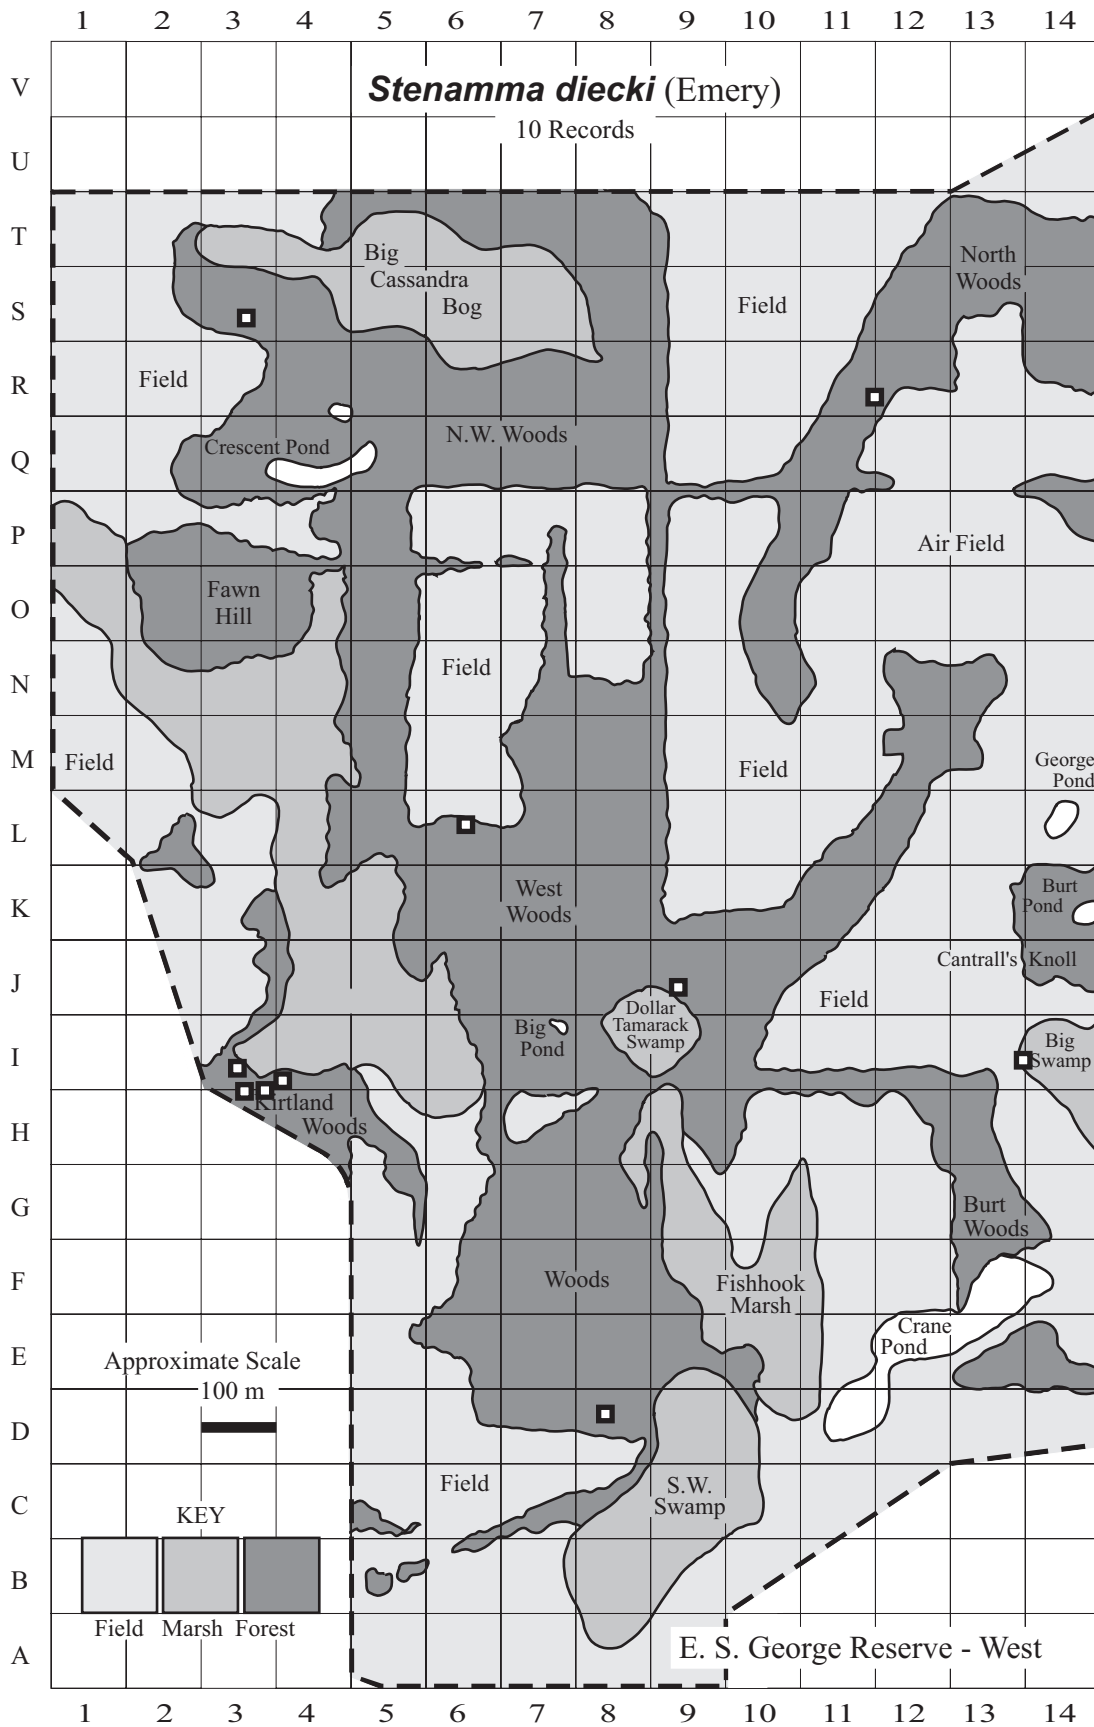 1 2 3 4 5 6 7 8 9 10 11 12 13 14
V
Stenamma diecki (Emery)
10 Records
U
T
Big
Cassandra
Bog
North
Woods
S
Field
R
Field
N.W. Woods
Crescent Pond
Q
P
Air Field
Fawn
Hill
O
Field
N
M
Field
Field
George
Pond
L
West
Woods
Burt
Pond
K
Cantrall's Knoll
J
Field
Dollar
Tamarack
Swamp
Big
Pond
Big
Swamp
I
Kirtland
Woods
H
G
Burt
Woods
F
Woods
Fishhook
Marsh
Crane
Pond
E
Approximate Scale
100 m
D
Field
S.W.
Swamp
C
KEY
B
Field Marsh Forest
A
E. S. George Reserve - West
1 2 3 4 5 6 7 8 9 10 11 12 13 14